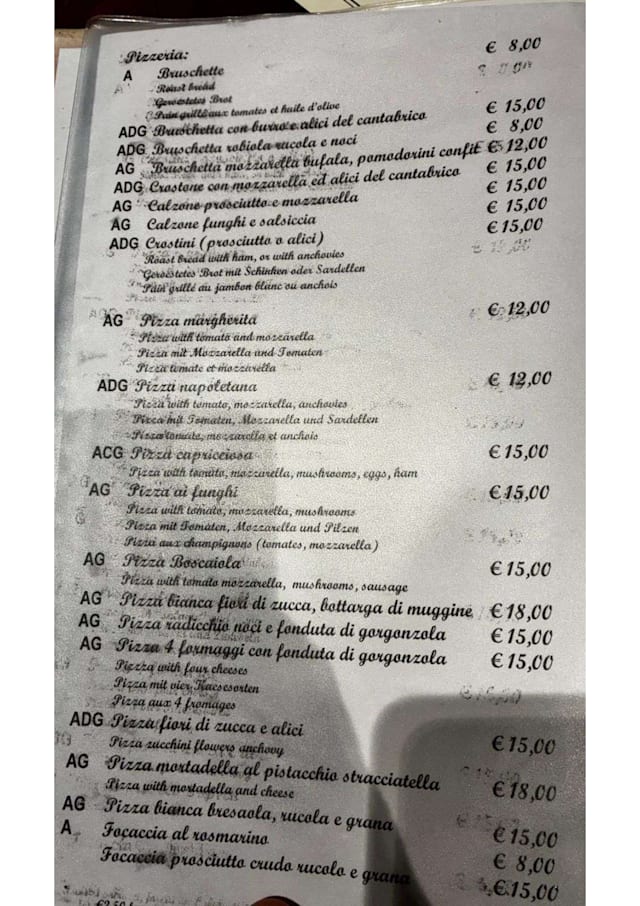 Pizzeria:
A Bruschette € 8,00
Roast bread
Geroestetes Brot
Pain grillé aux tomates et huile d'olive
ADG Bruschetta con burro e alici del cantabrico € 15,00
ADG Bruschetta robiola rucola e noci € 8,00
AG Bruschetta mozzarella bufala, pomodorini confit € 12,00
ADG Crostone con mozzarella ed alici del cantabrico € 15,00
AG Calzone prosciutto e mozzarella € 15,00
AG Calzone funghi e salsiccia € 15,00
ADG Crostini (prosciutto o alici) € 15,00
Roast bread with ham, or with anchovies
Geroestetes Brot mit Schinken oder Sardellen
Pain grillé au jambon blanc ou anchois
AG Pizza margherita € 12,00
Pizza with tomato and mozzarella
Pizza mit Mozzarella und Tomaten
Pizza tomate et mozzarella
ADG Pizza napoletana € 12,00
Pizza with tomato, mozzarella, anchovies
Pizza mit Tomaten, Mozzarella und Sardellen
Pizza tomate, mozzarella et anchois
ACG Pizza capricciosa € 15,00
Pizza with tomato, mozzarella, mushrooms, eggs, ham
AG Pizza ai funghi € 15,00
Pizza with tomato, mozzarella, mushrooms
Pizza mit Tomaten, Mozzarella und Pilzen
Pizza aux champignons (tomates, mozzarella)
AG Pizza Boscaiola € 15,00
Pizza with tomato mozzarella, mushrooms, sausage
AG Pizza bianca fiori di zucca, bottarga di muggine € 18,00
AG Pizza radicchio noci e fonduta di gorgonzola € 15,00
AG Pizza 4 formaggi con fonduta di gorgonzola € 15,00
Pizza with four cheeses
Pizza mit vier Kaesesorten
Pizza aux 4 fromages
ADG Pizza fiori di zucca e alici € 15,00
Pizza zucchini flowers anchovy
AG Pizza mortadella al pistacchio stracciatella € 18,00
Pizza with mortadella and cheese
AG Pizza bianca bresaola, rucola e grana € 15,00
A Focaccia al rosmarino € 8,00
Focaccia prosciutto crudo rucolo e grana € 15,00